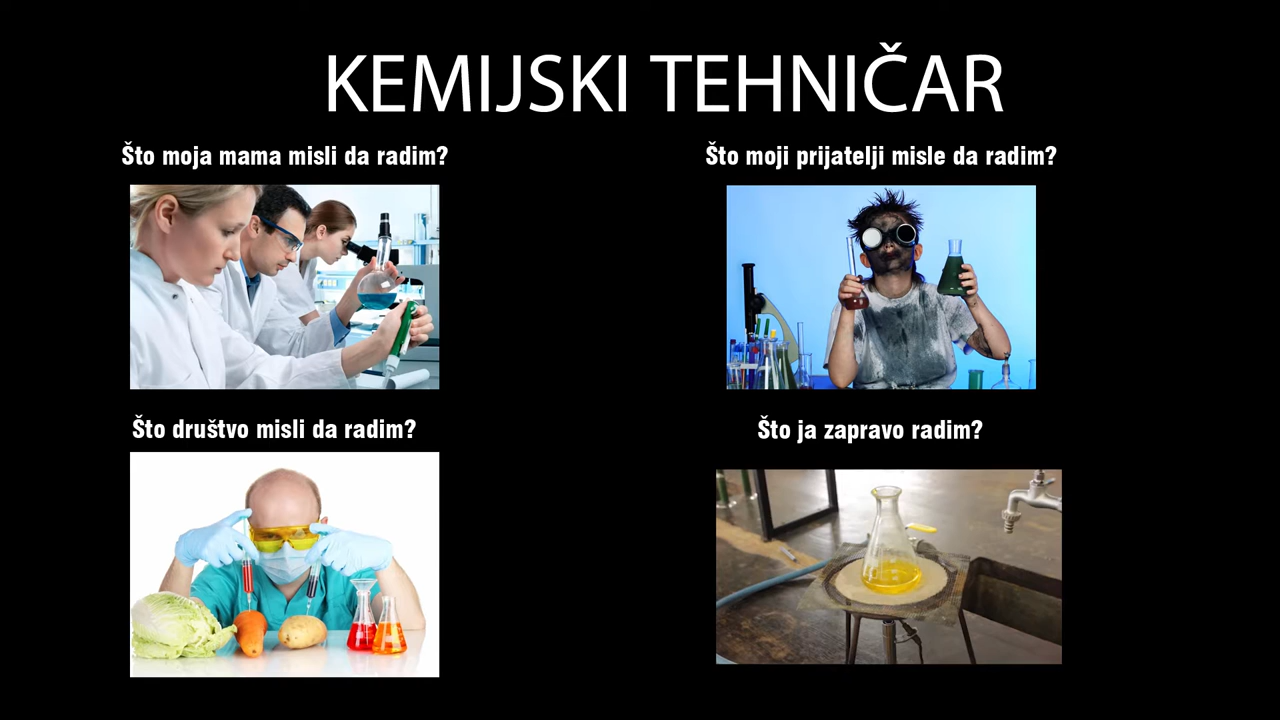 KEMIJSKI TEHNIČAR
Što moja mama misli da radim?
Što moji prijatelji misle da radim?
Što društvo misli da radim?
Što ja zapravo radim?